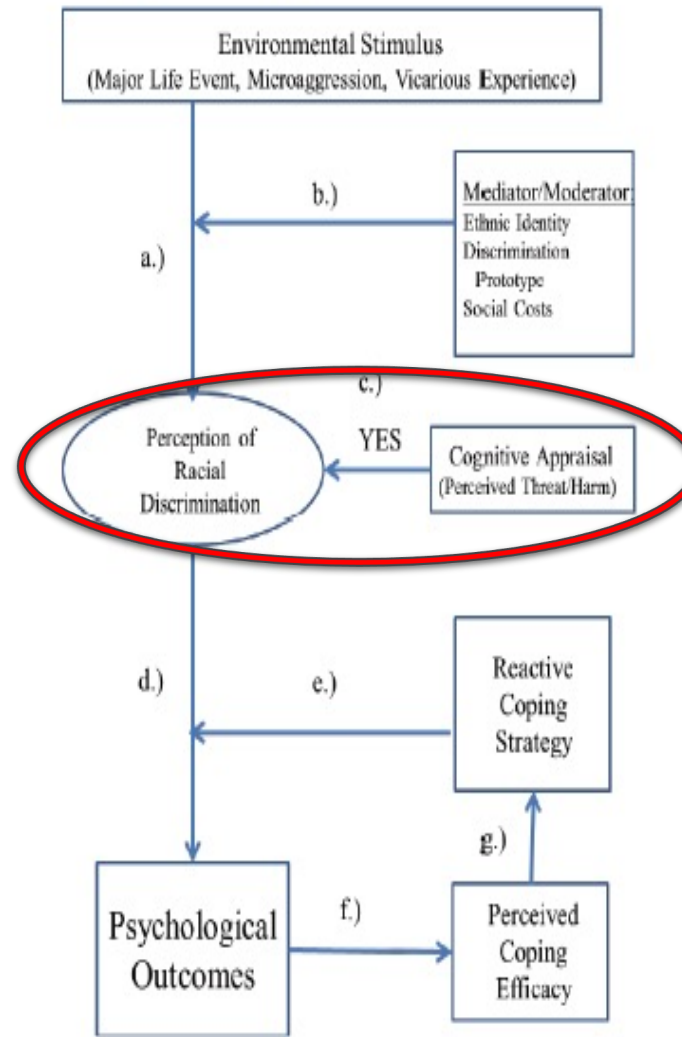 Environmental Stimulus
(Major Life Event, Microaggression, Vicarious Experience)
b.)
Mediator/Moderator:
Ethnic Identity
Discrimination
Prototype
Social Costs
a.)
c.)
Perception of
Racial
Discrimination
YES
Cognitive Appraisal
(Perceived Threat/Harm)
d.)
e.)
Reactive
Coping
Strategy
g.)
Psychological
Outcomes
f.)
Perceived
Coping
Efficacy